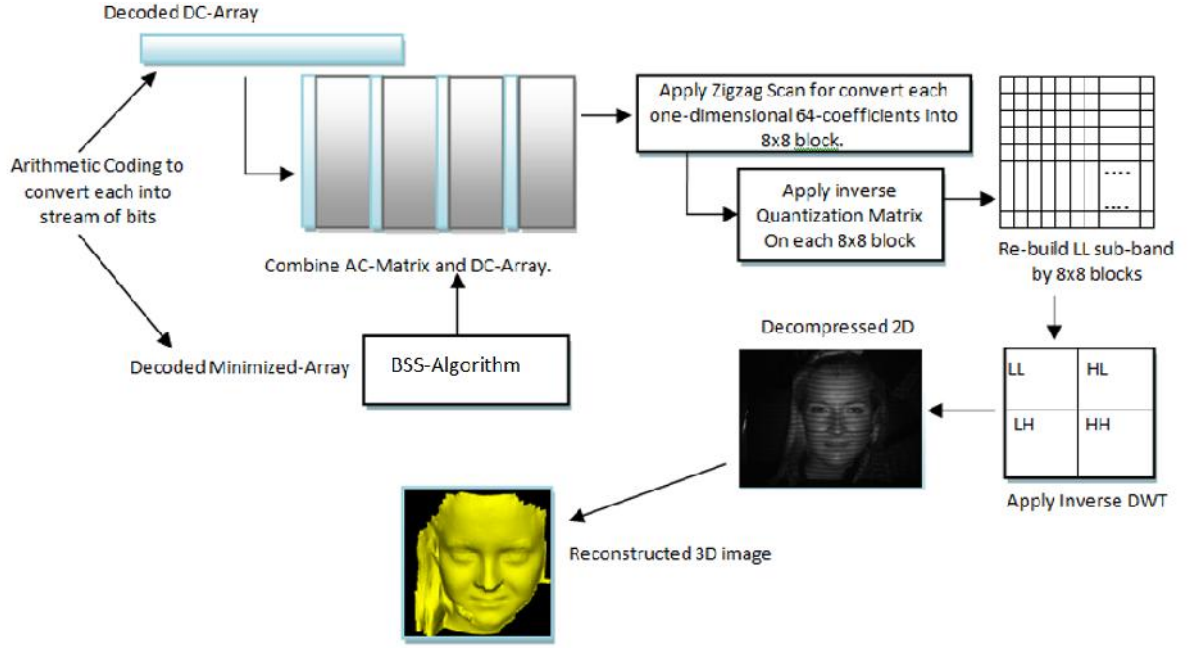 Decoded DC-Array
Apply Zigzag Scan for convert each
one-dimensional 64-coefficients into
8x8 block.
Arithmetic Coding to
convert each into
stream of bits
Apply inverse
Quantization Matrix
On each 8x8 block
Combine AC-Matrix and DC-Array.
Re-build LL sub-band
by 8x8 blocks
Decoded Minimized-Array
BSS-Algorithm
Decompressed 2D
LL HL
LH HH
Apply Inverse DWT
Reconstructed 3D image